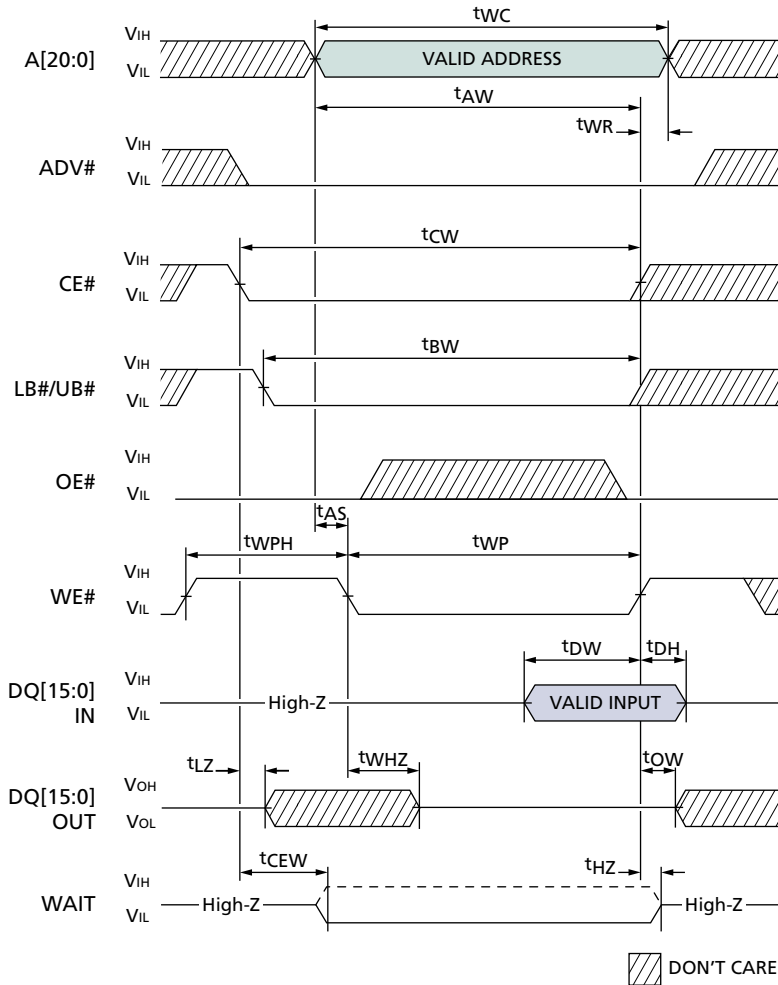 tWC
VIH
A[20:0]
VALID ADDRESS
VIL
tAW
tWR
VIH
ADV#
VIL
tCW
VIH
CE#
VIL
tBW
VIH
LB#/UB#
VIL
VIH
OE#
VIL
tAS
tWPH
tWP
VIH
WE#
VIL
tDW
tDH
VIH
DQ[15:0]
IN
High-Z
VALID INPUT
VIL
tLZ
tWHZ
tOW
VOH
DQ[15:0]
OUT
VOL
tCEW
tHZ
VIH
WAIT
High-Z
High-Z
VIL
DON'T CARE